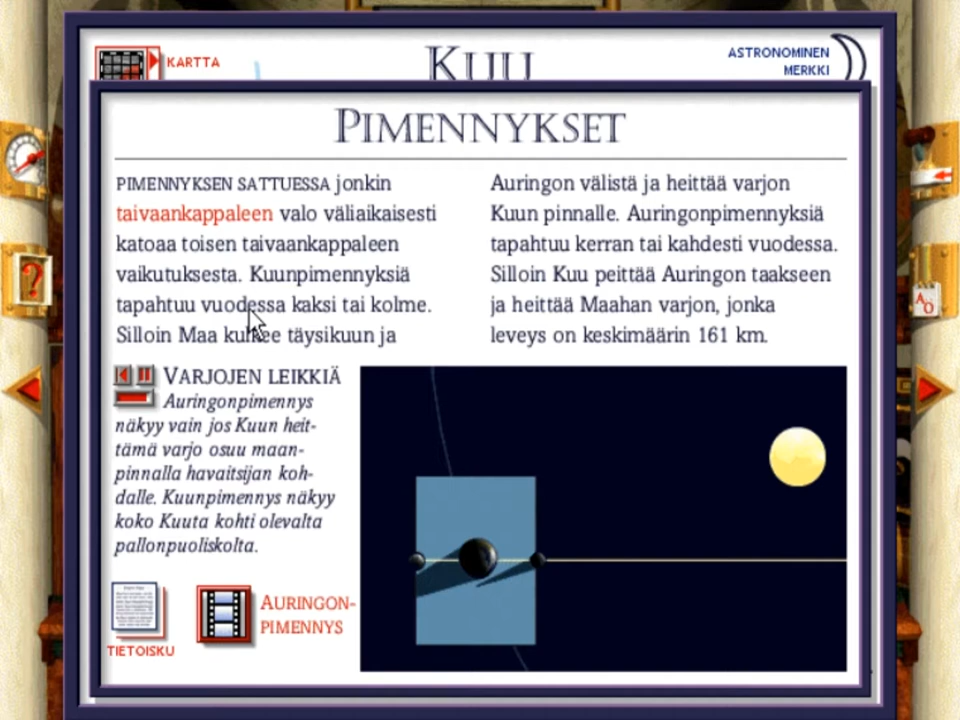 KARTTA
KUU
ASTRONOMINEN
MERKKI
PIMENNYKSET
PIMENNYKSEN SATTUESSA jonkin
taivaankappaleen valo väliaikaisesti
katoaa toisen taivaankappaleen
vaikutuksesta. Kuunpimennyksiä
tapahtuu vuodessa kaksi tai kolme.
Silloin Maa kulkee täysikuun ja
Auringon välistä ja heittää varjon
Kuun pinnalle. Auringonpimennyksiä
tapahtuu kerran tai kahdesti vuodessa.
Silloin Kuu peittää Auringon taakseen
ja heittää Maahan varjon, jonka
leveys on keskimäärin 161 km.
VARJOJEN LEIKKIÄ
Auringonpimennys
näkyy vain jos Kuun heit-
tämä varjo osuu maan-
pinnalla havaitsijan koh-
dalle. Kuunpimennys näkyy
koko Kuuta kohti olevalta
pallonpuoliskolta.
TIETOISKU
AURINGON-
PIMENNYS
?
AÖ